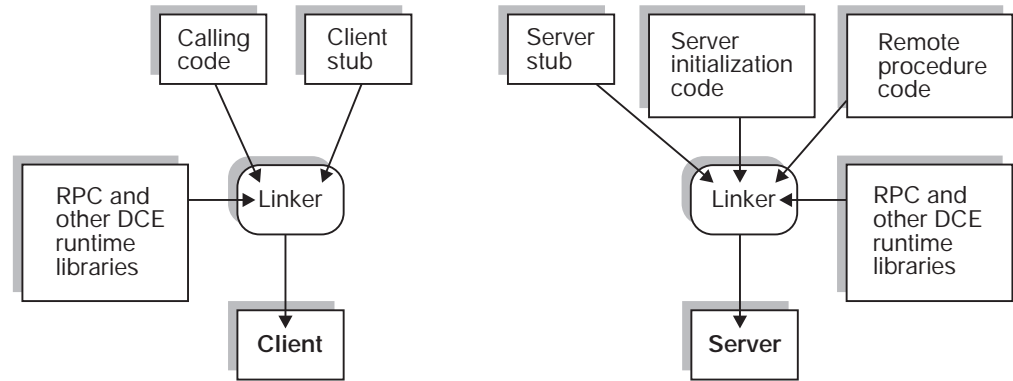 Calling
code
Client
stub
Server
stub
Server
initialization
code
Remote
procedure
code
RPC and
other DCE
runtime
libraries
Linker
Linker
RPC and
other DCE
runtime
libraries
Client
Server